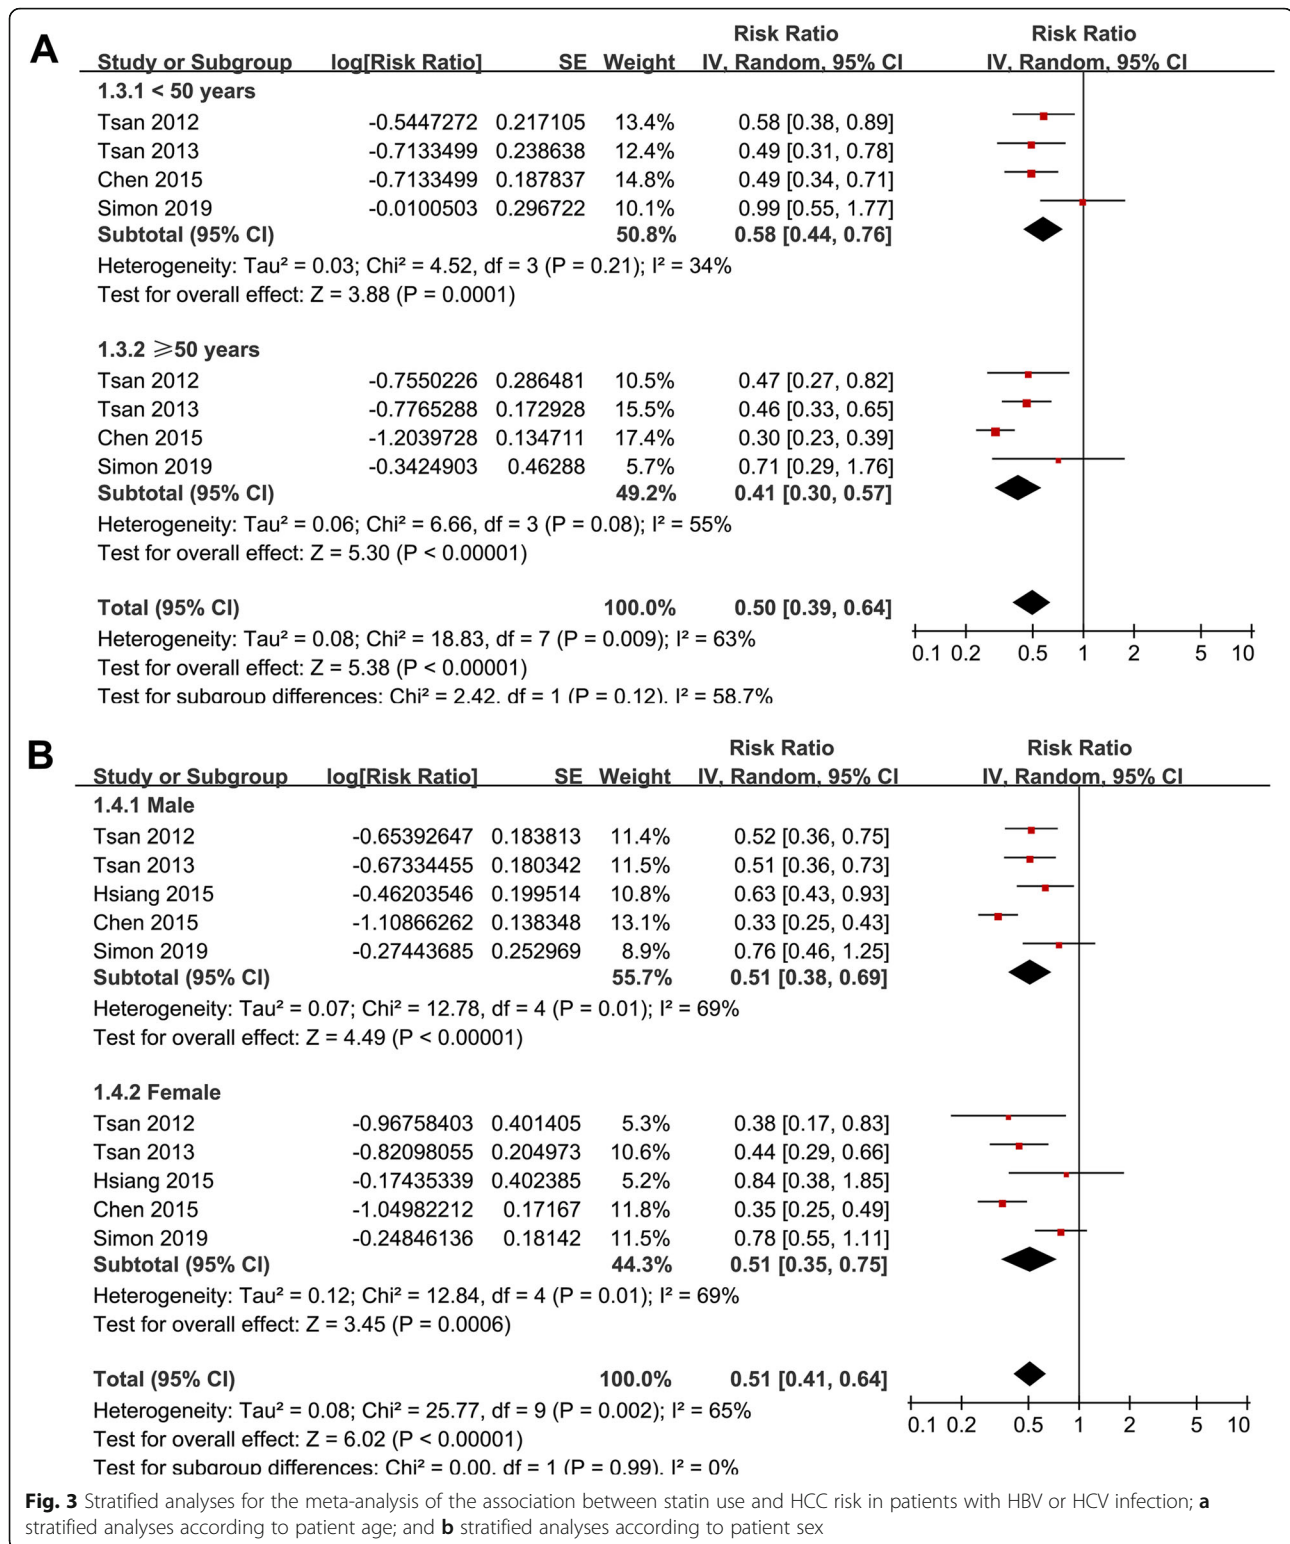 A
Risk Ratio Risk Ratio
Study or Subgroup log[Risk Ratio] SE Weight IV, Random, 95% CI IV, Random, 95% CI
1.3.1 < 50 years
Tsan 2012 -0.5447272 0.217105 13.4% 0.58 [0.38, 0.89]
Tsan 2013 -0.7133499 0.238638 12.4% 0.49 [0.31, 0.78]
Chen 2015 -0.7133499 0.187837 14.8% 0.49 [0.34, 0.71]
Simon 2019 -0.0100503 0.296722 10.1% 0.99 [0.55, 1.77]
Subtotal (95% CI) 50.8% 0.58 [0.44, 0.76]
Heterogeneity: Tau² = 0.03; Chi² = 4.52, df = 3 (P = 0.21); I² = 34%
Test for overall effect: Z = 3.88 (P = 0.0001)
1.3.2 ⩾50 years
Tsan 2012 -0.7550226 0.286481 10.5% 0.47 [0.27, 0.82]
Tsan 2013 -0.7765288 0.172928 15.5% 0.46 [0.33, 0.65]
Chen 2015 -1.2039728 0.134711 17.4% 0.30 [0.23, 0.39]
Simon 2019 -0.3424903 0.46288 5.7% 0.71 [0.29, 1.76]
Subtotal (95% CI) 49.2% 0.41 [0.30, 0.57]
Heterogeneity: Tau² = 0.06; Chi² = 6.66, df = 3 (P = 0.08); I² = 55%
Test for overall effect: Z = 5.30 (P < 0.00001)
Total (95% CI) 100.0% 0.50 [0.39, 0.64]
Heterogeneity: Tau² = 0.08; Chi² = 18.83, df = 7 (P = 0.009); I² = 63%
Test for overall effect: Z = 5.38 (P < 0.00001)
Test for subgroup differences: Chi² = 2.42, df = 1 (P = 0.12), I² = 58.7%
0.1 0.2 0.5 1 2 5 10
B
Risk Ratio Risk Ratio
Study or Subgroup log[Risk Ratio] SE Weight IV, Random, 95% CI IV, Random, 95% CI
1.4.1 Male
Tsan 2012 -0.65392647 0.183813 11.4% 0.52 [0.36, 0.75]
Tsan 2013 -0.67334455 0.180342 11.5% 0.51 [0.36, 0.73]
Hsiang 2015 -0.46203546 0.199514 10.8% 0.63 [0.43, 0.93]
Chen 2015 -1.10866262 0.138348 13.1% 0.33 [0.25, 0.43]
Simon 2019 -0.27443685 0.252969 8.9% 0.76 [0.46, 1.25]
Subtotal (95% CI) 55.7% 0.51 [0.38, 0.69]
Heterogeneity: Tau² = 0.07; Chi² = 12.78, df = 4 (P = 0.01); I² = 69%
Test for overall effect: Z = 4.49 (P < 0.00001)
1.4.2 Female
Tsan 2012 -0.96758403 0.401405 5.3% 0.38 [0.17, 0.83]
Tsan 2013 -0.82098055 0.204973 10.6% 0.44 [0.29, 0.66]
Hsiang 2015 -0.17435339 0.402385 5.2% 0.84 [0.38, 1.85]
Chen 2015 -1.04982212 0.17167 11.8% 0.35 [0.25, 0.49]
Simon 2019 -0.24846136 0.18142 11.5% 0.78 [0.55, 1.11]
Subtotal (95% CI) 44.3% 0.51 [0.35, 0.75]
Heterogeneity: Tau² = 0.12; Chi² = 12.84, df = 4 (P = 0.01); I² = 69%
Test for overall effect: Z = 3.45 (P = 0.0006)
Total (95% CI) 100.0% 0.51 [0.41, 0.64]
Heterogeneity: Tau² = 0.08; Chi² = 25.77, df = 9 (P = 0.002); I² = 65%
Test for overall effect: Z = 6.02 (P < 0.00001)
Test for subgroup differences: Chi² = 0.00, df = 1 (P = 0.99), I² = 0%
0.1 0.2 0.5 1 2 5 10
Fig. 3 Stratified analyses for the meta-analysis of the association between statin use and HCC risk in patients with HBV or HCV infection; a
stratified analyses according to patient age; and b stratified analyses according to patient sex